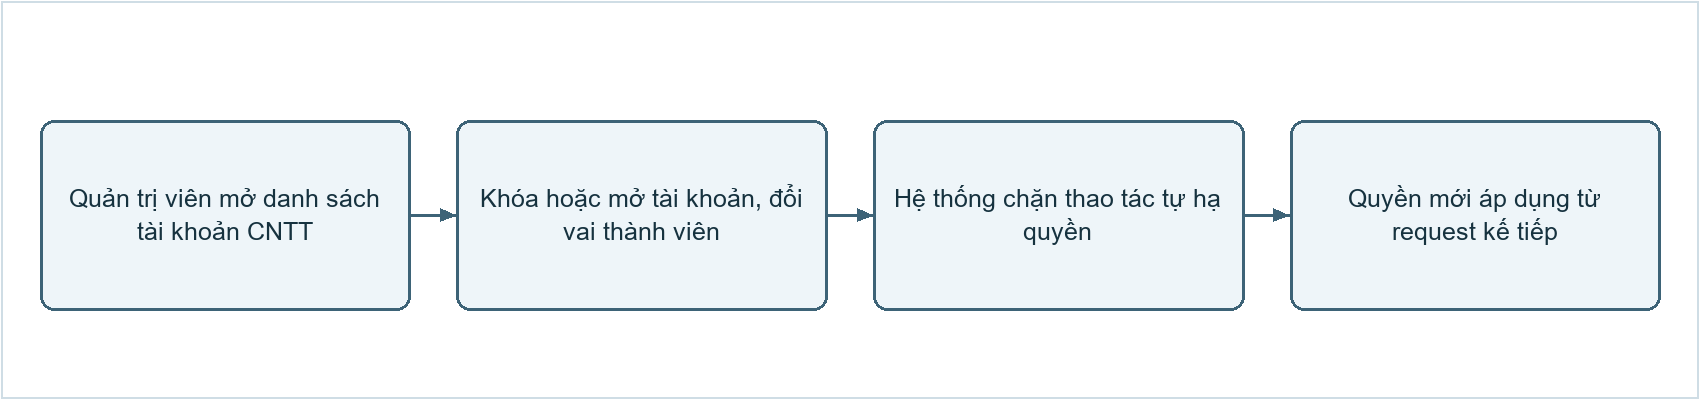 Quản trị viên mở danh sách
tài khoản CNTT
Khóa hoặc mở tài khoản, đổi
vai thành viên
Hệ thống chặn thao tác tự hạ
quyền
Quyền mới áp dụng từ
request kế tiếp